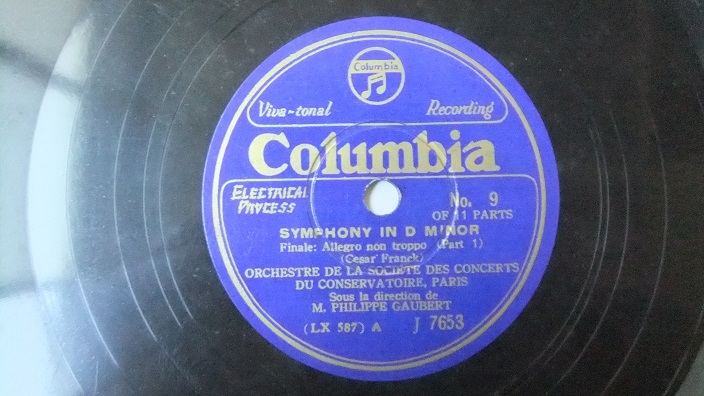 Columbia
Viva-tonal Recording
Columbia
ELECTRICAL
PROCESS
No. 9
OF 11 PARTS
SYMPHONY IN D MINOR
Finale: Allegro non troppo (Part 1)
(César Franck)
ORCHESTRE DE LA SOCIÉTÉ DES CONCERTS
DU CONSERVATOIRE, PARIS
Sous la direction de
M. PHILIPPE GAUBERT
(LX 587) A J 7653